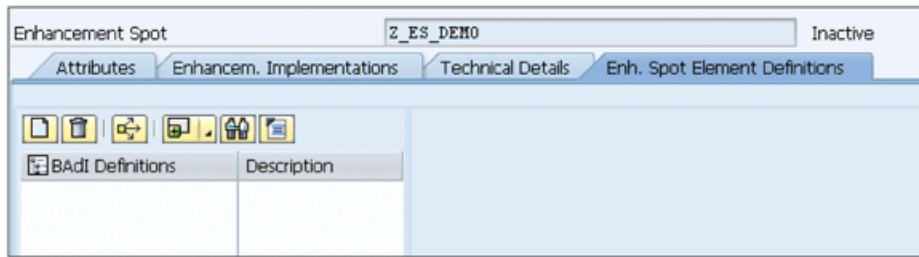 Enhancement Spot Z_ES_DEMO Inactive
Attributes Enhancem. Implementations Technical Details Enh. Spot Element Definitions
BAdI Definitions Description